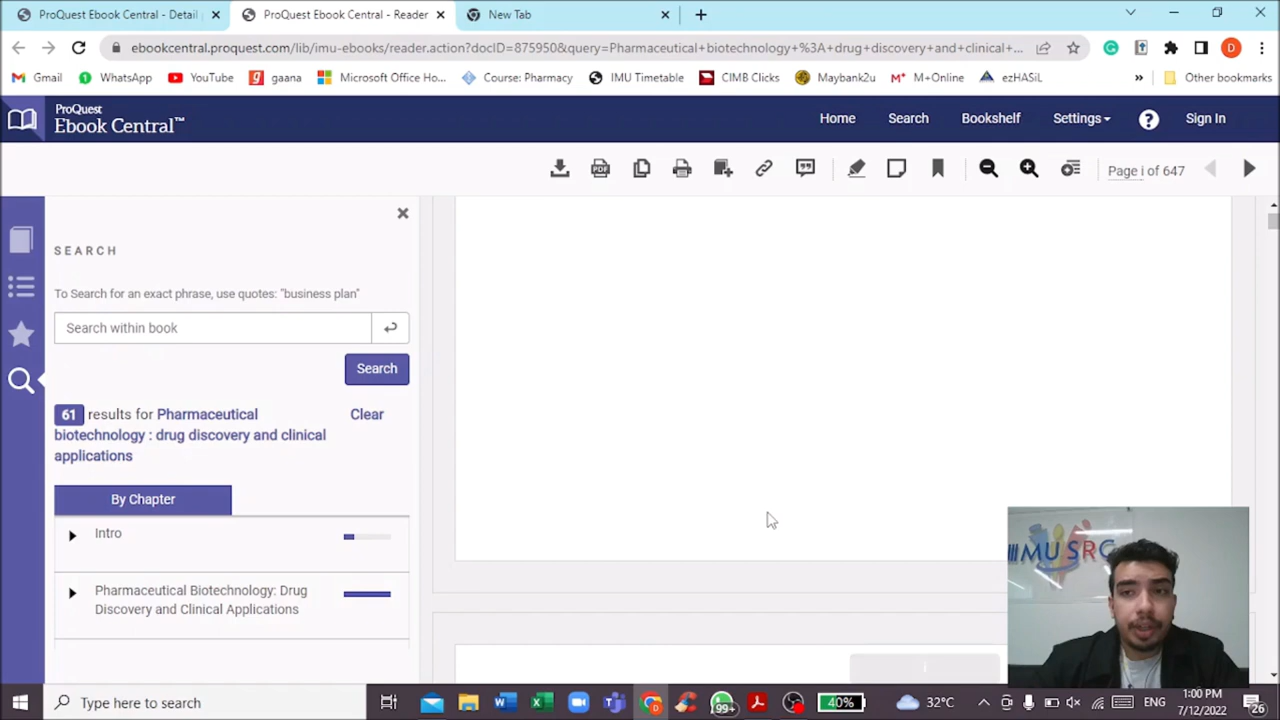 ProQuest Ebook Central - Detail
ProQuest Ebook Central - Reader
New Tab
ebookcentral.proquest.com/lib/imu-ebooks/reader.action?docID=875950&query=Pharmaceutical+biotechnology+%3A+drug+discovery+and+clinical+...
D
Gmail
WhatsApp
YouTube
gaana
Microsoft Office Ho...
Course: Pharmacy
IMU Timetable
CIMB Clicks
Maybank2u
M+Online
ezHASiL
»
Other bookmarks
ProQuest
Ebook Central™
Home
Search
Bookshelf
Settings
Sign In
PDF
Page i of 647
SEARCH
To Search for an exact phrase, use quotes: "business plan"
Search within book
Search
61 results for Pharmaceutical
biotechnology : drug discovery and clinical
applications
Clear
By Chapter
Intro
Pharmaceutical Biotechnology: Drug
Discovery and Clinical Applications
i
IMU SRC
Type here to search
99+
40%
32°C
ENG
1:00 PM
7/12/2022
26